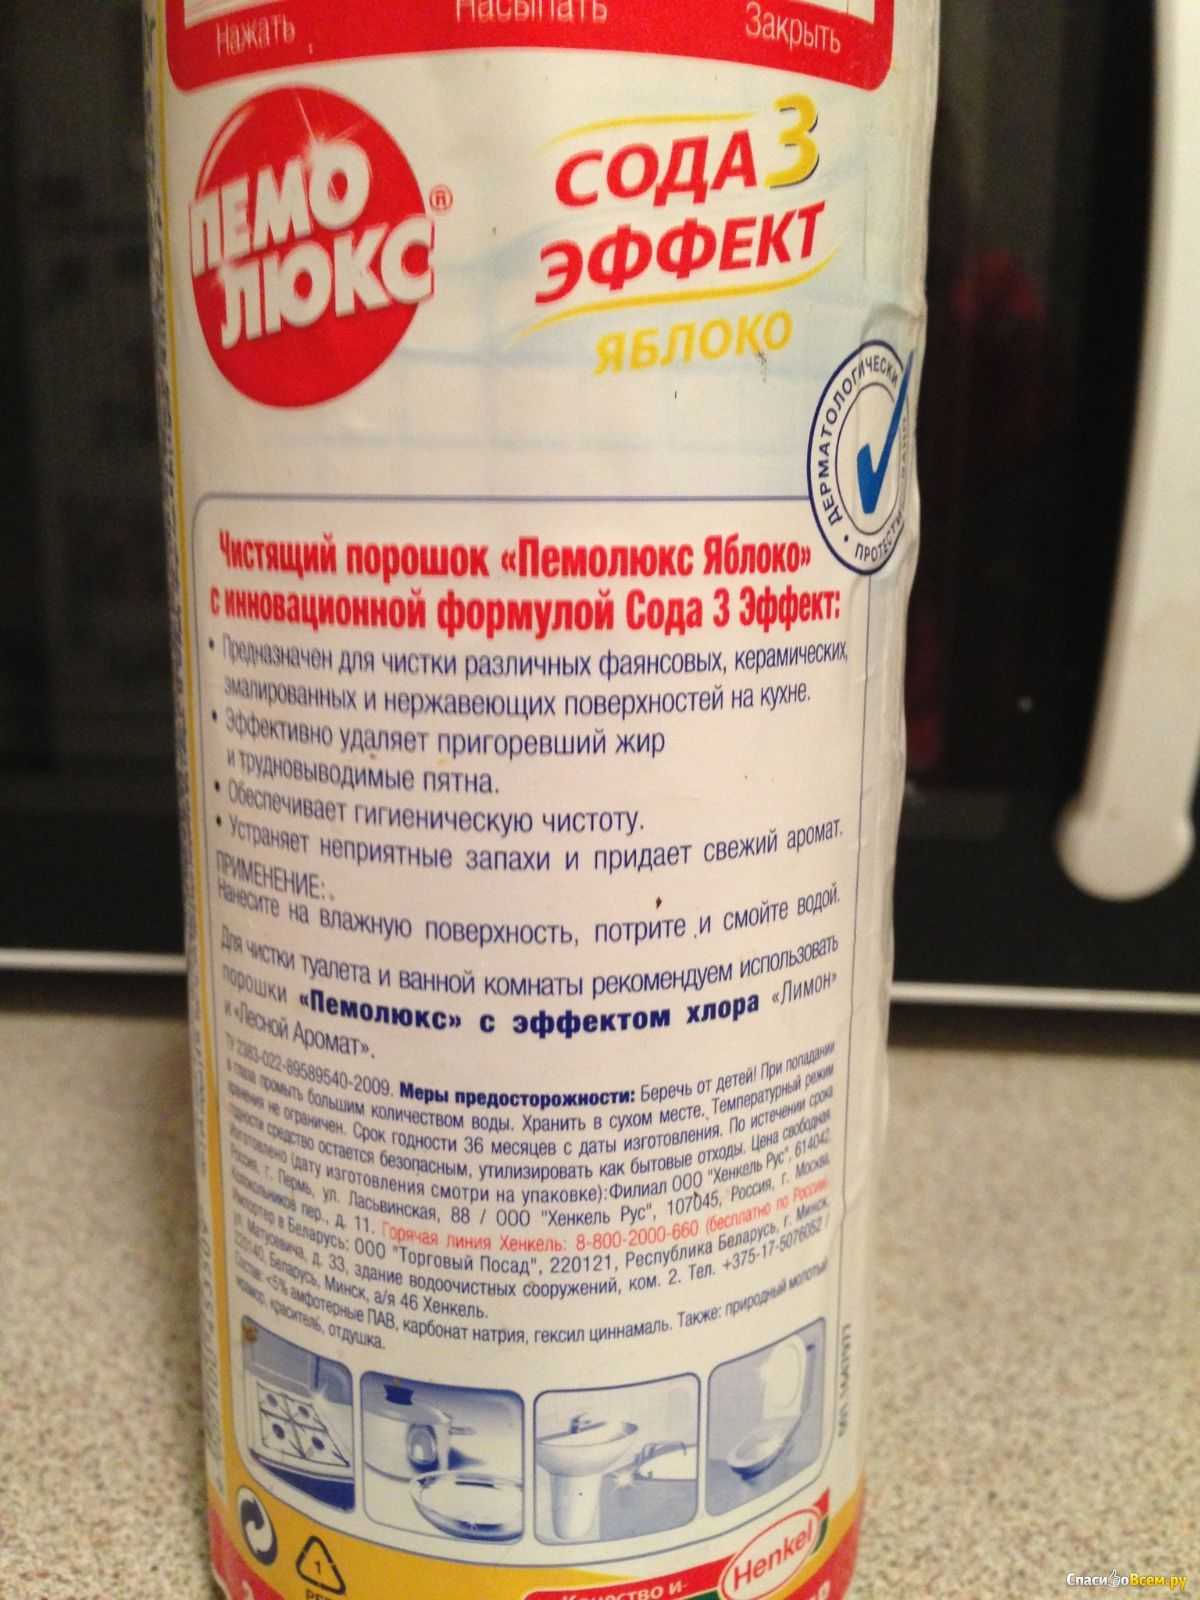 Нажать
Насыпать
Закрыть
ПЕМО
ЛЮКС®
СОДА 3
ЭФФЕКТ
ЯБЛОКО
ДЕРМАТОЛОГИЧЕСКИ
Чистящий порошок «Пемолюкс Яблоко»
с инновационной формулой Сода 3 Эффект:
• Предназначен для чистки различных фаянсовых, керамических,
эмалированных и нержавеющих поверхностей на кухне.
• Эффективно удаляет пригоревший жир
и трудновыводимые пятна.
• Обеспечивает гигиеническую чистоту.
• Устраняет неприятные запахи и придает свежий аромат.
ПРИМЕНЕНИЕ:
Нанесите на влажную поверхность, потрите и смойте водой.
Для чистки туалета и ванной комнаты рекомендуем использовать
порошки «Пемолюкс» с эффектом хлора «Лимон»
и «Лесной Аромат».
ТУ 2383-022-89589540-2009. Меры предосторожности: Беречь от детей! При попадании
в глаза промыть большим количеством воды. Хранить в сухом месте. Температурный режим
хранения не ограничен. Срок годности 36 месяцев с даты изготовления. По истечении срока
годности средство остается безопасным, утилизировать как бытовые отходы. Цена свободная.
Изготовлено (дату изготовления смотри на упаковке): Филиал ООО "Хенкель Рус", 614042,
Россия, г. Пермь, ул. Ласьвинская, 88 / ООО "Хенкель Рус", 107045, Россия, г. Москва,
Колокольников пер., д. 11. Горячая линия Хенкель: 8-800-2000-660 (бесплатно по России).
Импортер в Беларусь: ООО "Торговый Посад", 220121, Республика Беларусь, г. Минск,
ул. Матусевича, д. 33, здание водоочистных сооружений, ком. 2. Тел. +375-17-5076062 /
220140, Беларусь, Минск, а/я 46 Хенкель.
Состав: <5% амфотерные ПАВ, карбонат натрия, гексил циннамаль. Также: природный молотый
мрамор, краситель, отдушка.
1
Качество и
Henkel
СпасибоВсем.ру